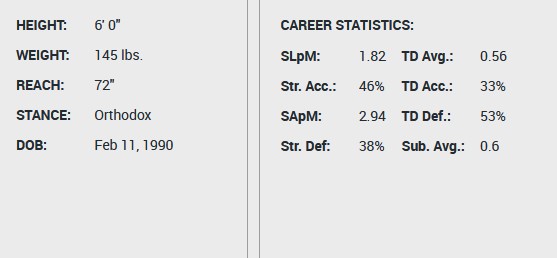 HEIGHT: 6' 0"
WEIGHT: 145 lbs.
REACH: 72"
STANCE: Orthodox
DOB: Feb 11, 1990
CAREER STATISTICS:
SLpM: 1.82 TD Avg.: 0.56
Str. Acc.: 46% TD Acc.: 33%
SApM: 2.94 TD Def.: 53%
Str. Def: 38% Sub. Avg.: 0.6